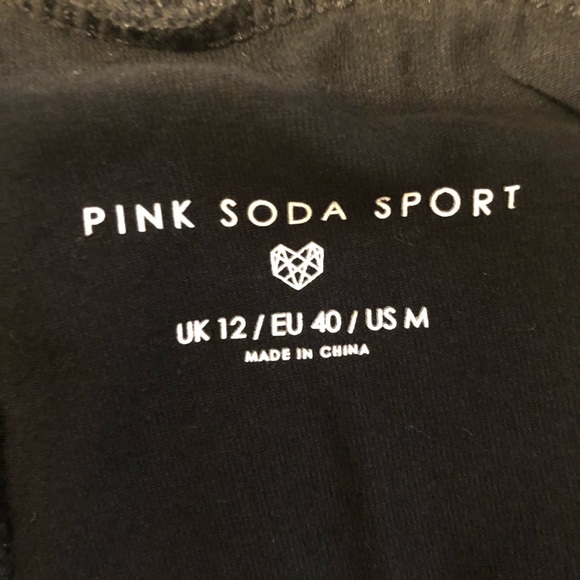 PINK SODA SPORT
UK 12 / EU 40 / US M
MADE IN CHINA